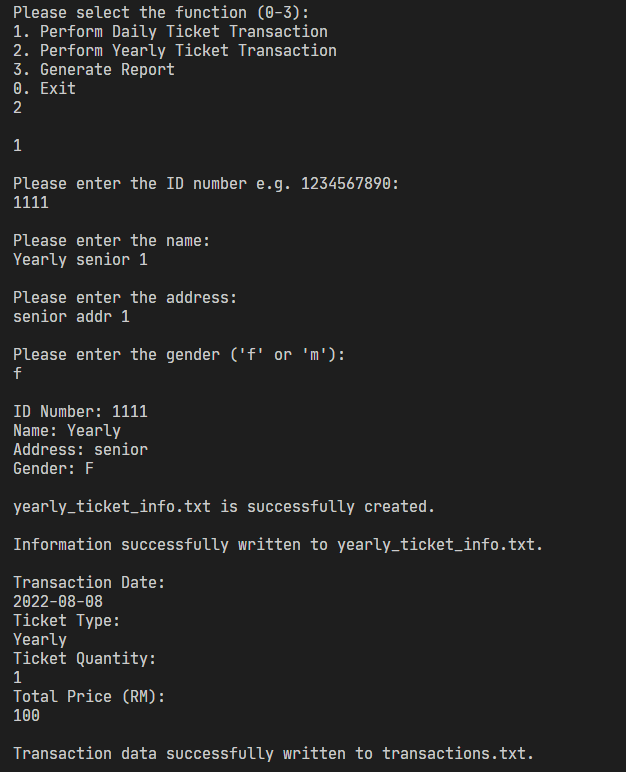 Please select the function (0-3):
1. Perform Daily Ticket Transaction
2. Perform Yearly Ticket Transaction
3. Generate Report
0. Exit
2
1
Please enter the ID number e.g. 1234567890:
1111
Please enter the name:
Yearly senior 1
Please enter the address:
senior addr 1
Please enter the gender ('f' or 'm'):
f
ID Number: 1111
Name: Yearly
Address: senior
Gender: F
yearly_ticket_info.txt is successfully created.
Information successfully written to yearly_ticket_info.txt.
Transaction Date:
2022-08-08
Ticket Type:
Yearly
Ticket Quantity:
1
Total Price (RM):
100
Transaction data successfully written to transactions.txt.